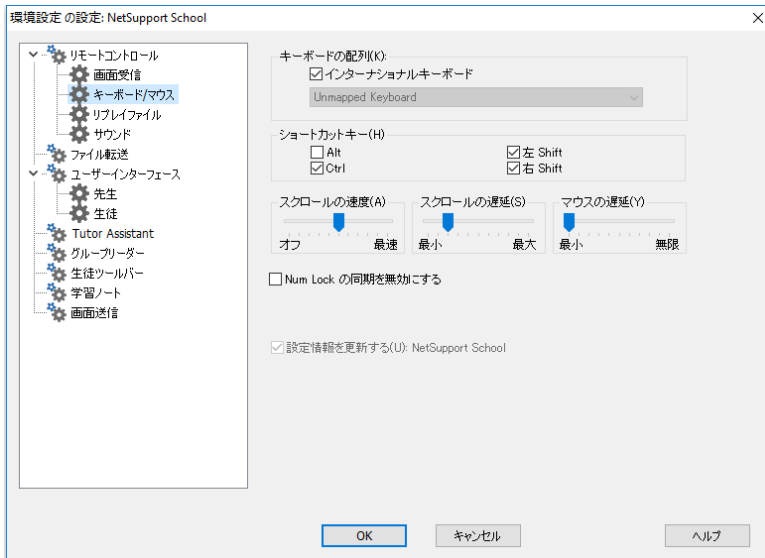 環境設定 の設定: NetSupport School
リモートコントロール
画面受信
キーボード/マウス
リプレイファイル
サウンド
ファイル転送
ユーザーインターフェース
先生
生徒
Tutor Assistant
グループリーダー
生徒ツールバー
学習ノート
画面送信
キーボードの配列(K):
インターナショナルキーボード
Unmapped Keyboard
ショートカットキー(H)
Alt
左 Shift
Ctrl
右 Shift
スクロールの速度(A)
オフ
最速
スクロールの遅延(S)
最小
最大
マウスの遅延(Y)
最小
無限
Num Lock の同期を無効にする
設定情報を更新する(U): NetSupport School
OK
キャンセル
ヘルプ